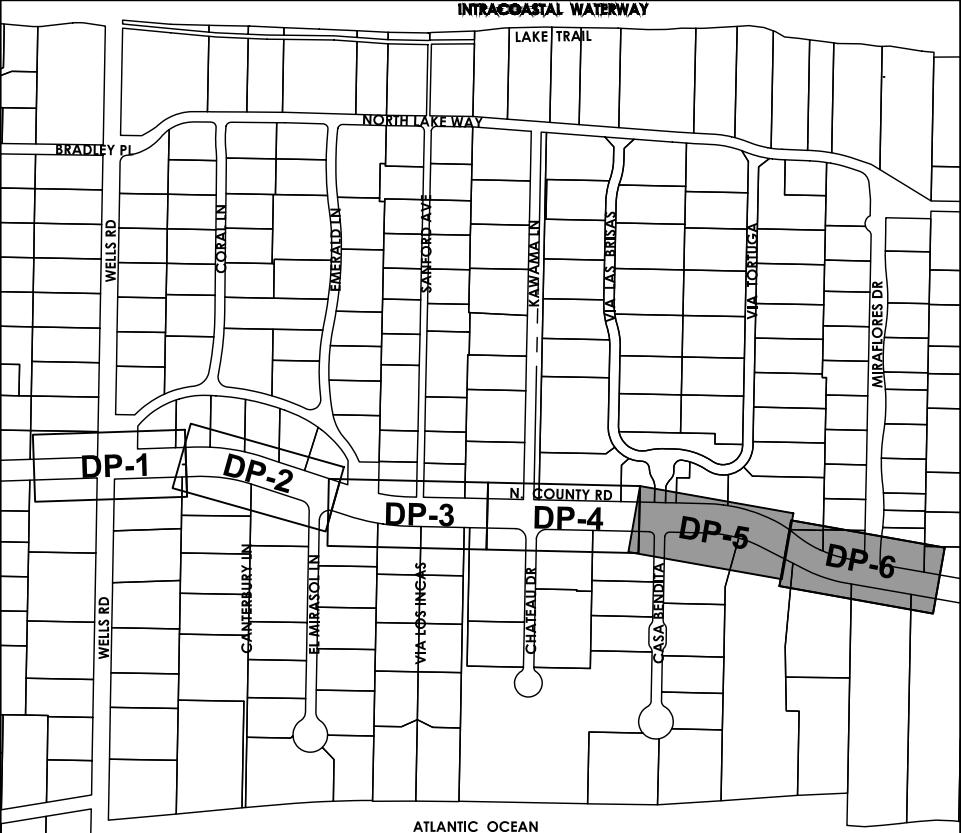 INTRACOASTAL WATERWAY
LAKE TRAIL
NORTH LAKE WAY
BRADLEY PL
WELLS RD
CORAL LN
EMERALD LN
SANFORD AVE
KAWAMA LN
VIA LAS BRISAS
VIA TORTUGA
MIRAFLORES DR
DP-1
DP-2
DP-3
N. COUNTY RD
DP-4
DP-5
DP-6
WELLS RD
CANTERBURY LN
EL MIRASOL LN
VIA LOS INCAS
CHATEAU DR
CASA BENDITA
ATLANTIC OCEAN